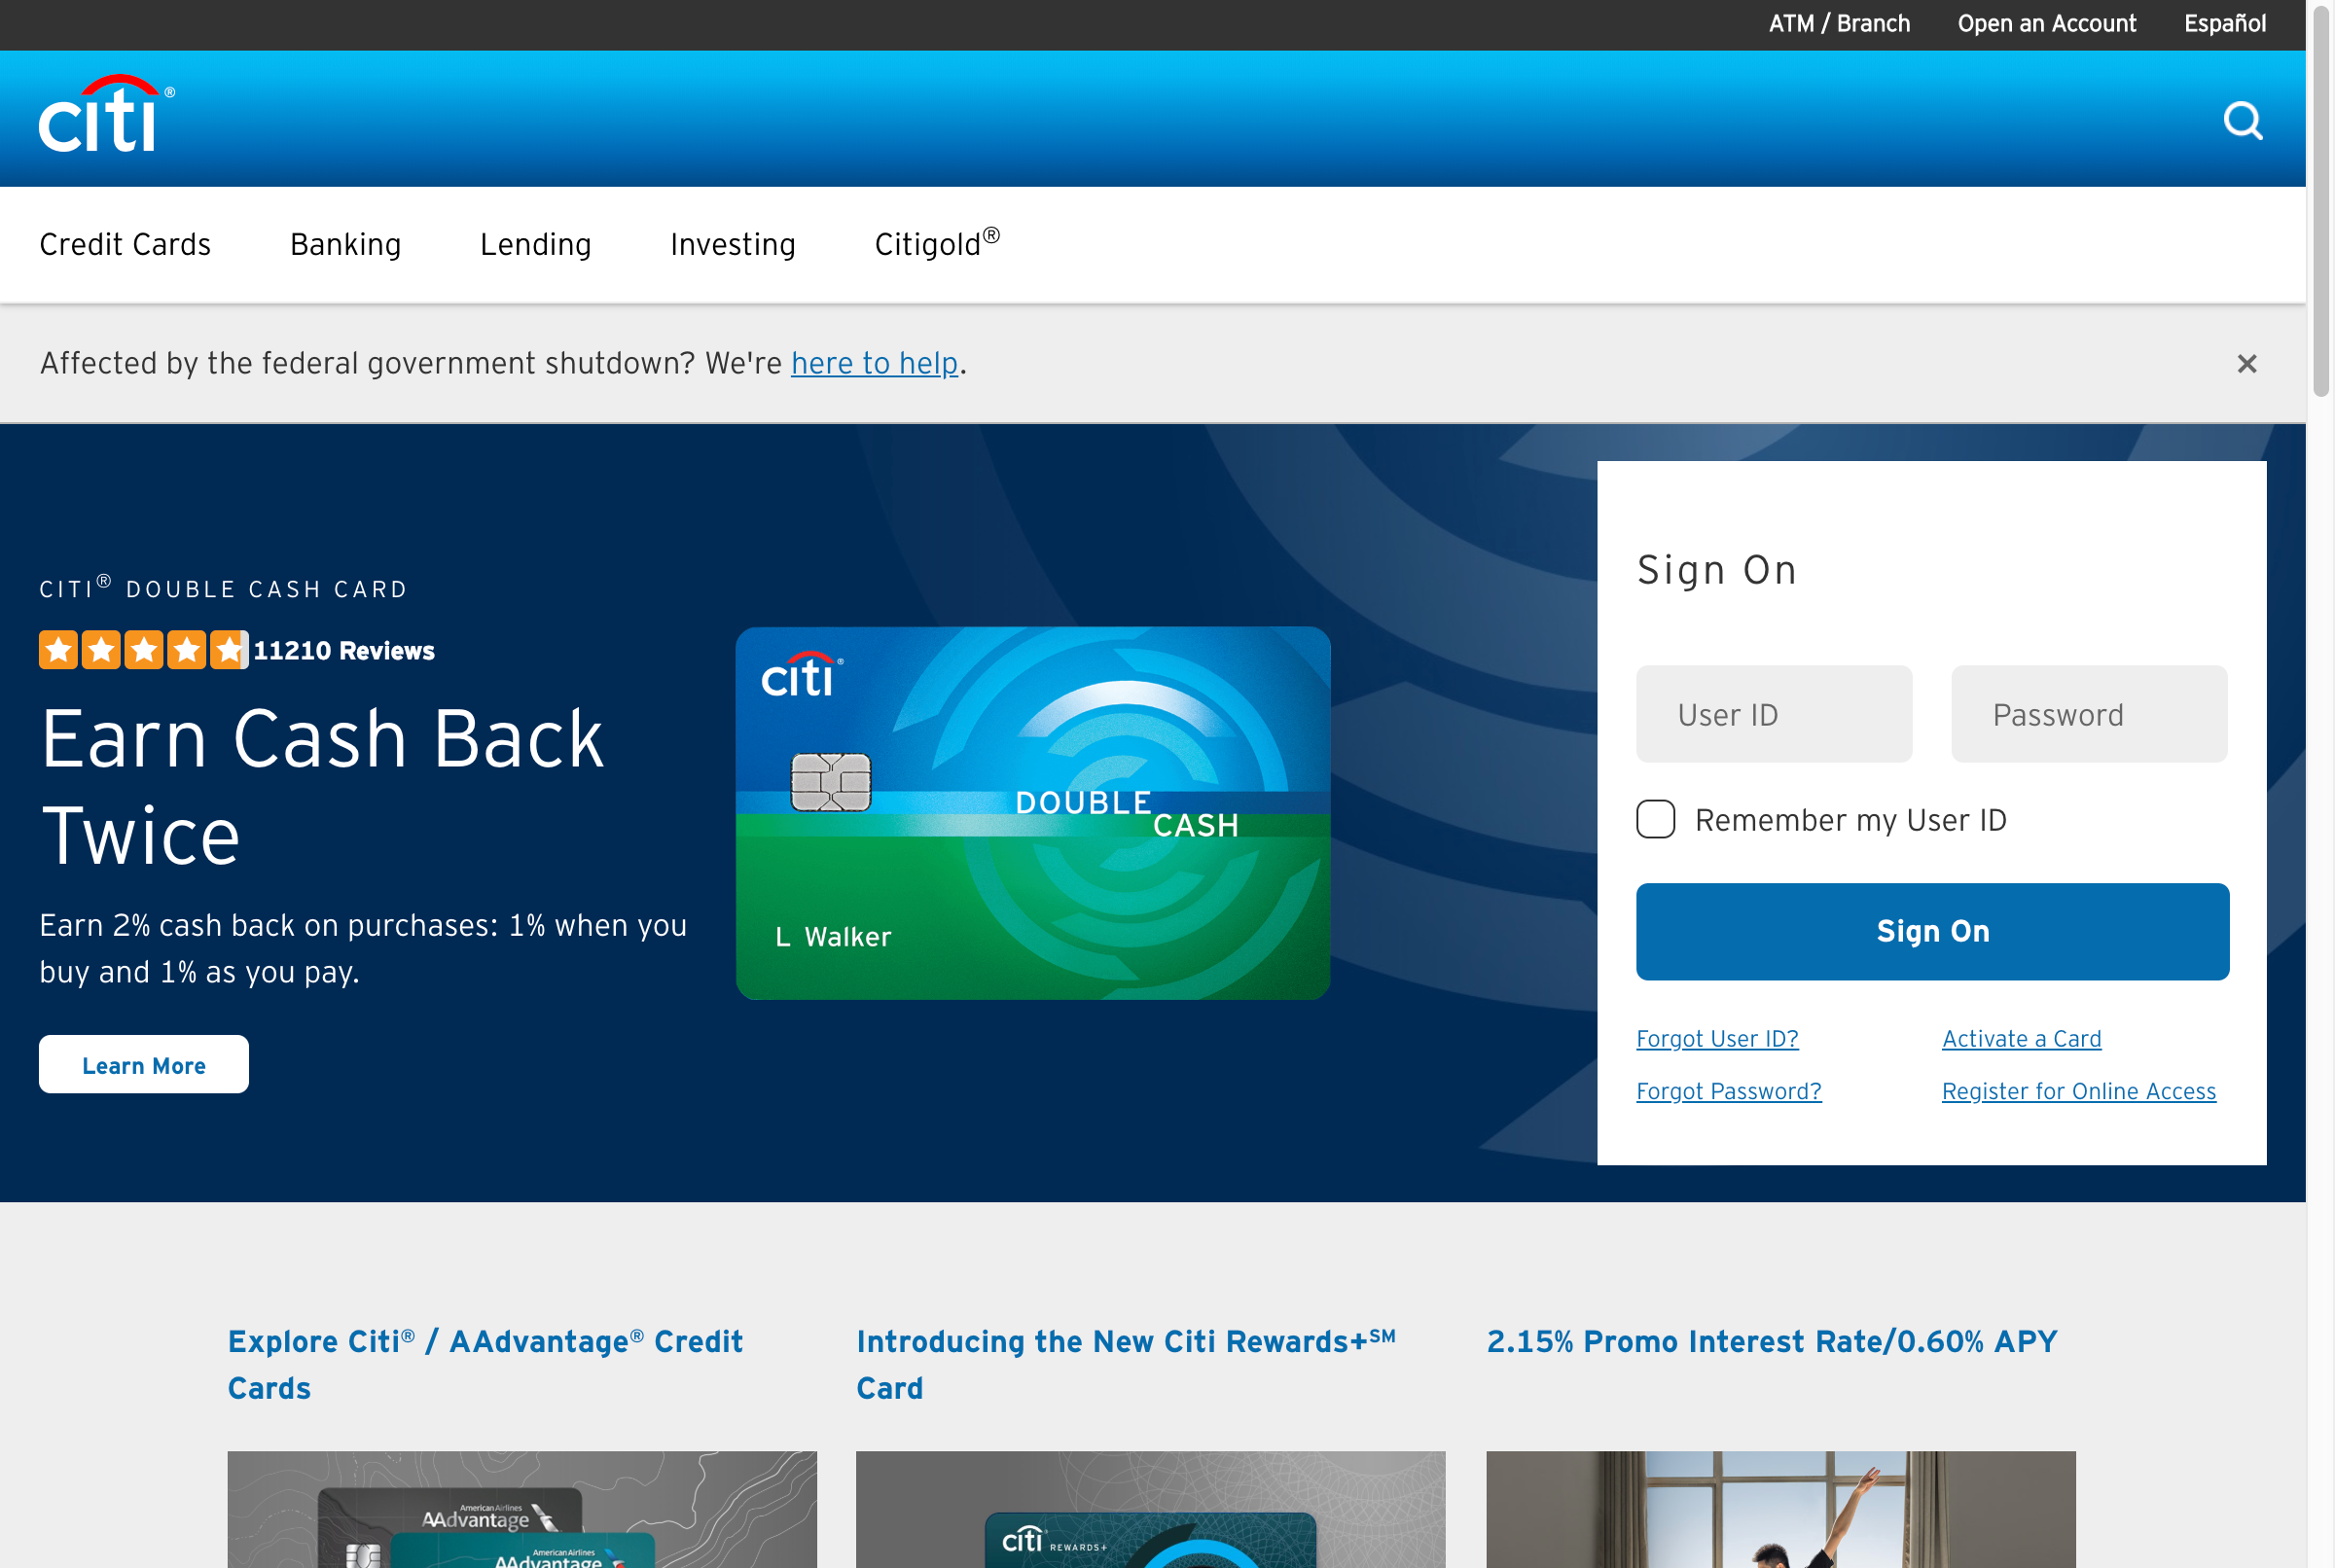 ATM / Branch
Open an Account
Español
citi®
Credit Cards
Banking
Lending
Investing
Citigold®
Affected by the federal government shutdown? We're here to help.
×
CITI® DOUBLE CASH CARD
11210 Reviews
Earn Cash Back
Twice
Earn 2% cash back on purchases: 1% when you
buy and 1% as you pay.
Learn More
citi®
DOUBLE
CASH
L Walker
Sign On
User ID
Password
Remember my User ID
Sign On
Forgot User ID?
Activate a Card
Forgot Password?
Register for Online Access
Explore Citi® / AAdvantage® Credit
Cards
Introducing the New Citi Rewards+℠
Card
2.15% Promo Interest Rate/0.60% APY
American Airlines
AAdvantage
American Airlines
AAdvantage
citi® REWARDS+